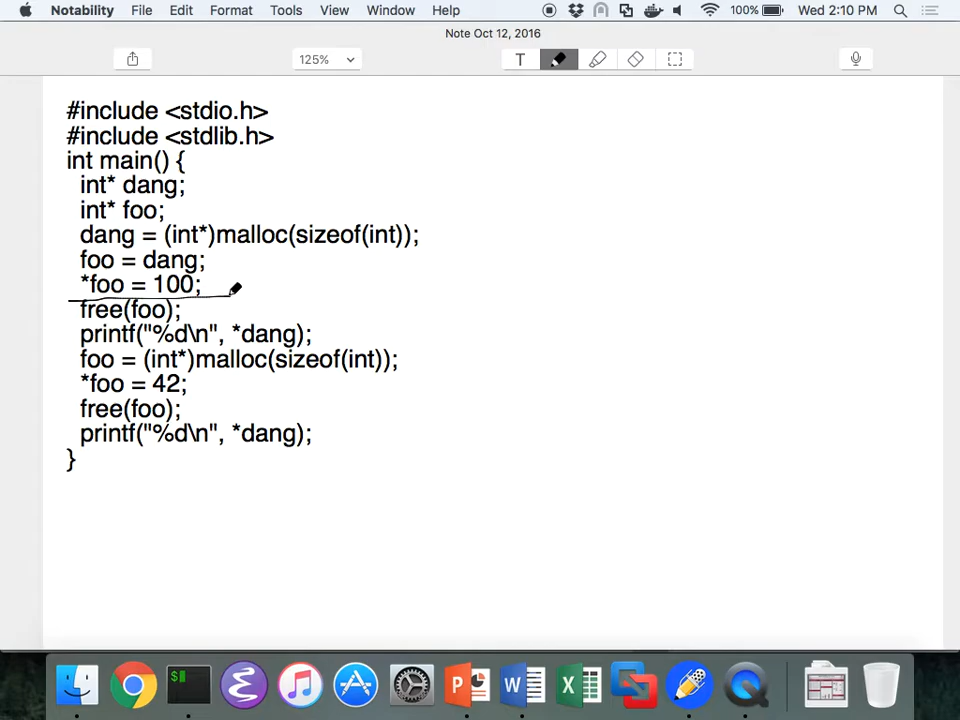 Notability File Edit Format Tools View Window Help 100% Wed 2:10 PM
Note Oct 12, 2016
125% T
#include <stdio.h>
#include <stdlib.h>
int main() {
int* dang;
int* foo;
dang = (int*)malloc(sizeof(int));
foo = dang;
*foo = 100;
free(foo);
printf("%d\n", *dang);
foo = (int*)malloc(sizeof(int));
*foo = 42;
free(foo);
printf("%d\n", *dang);
}
$
P W X